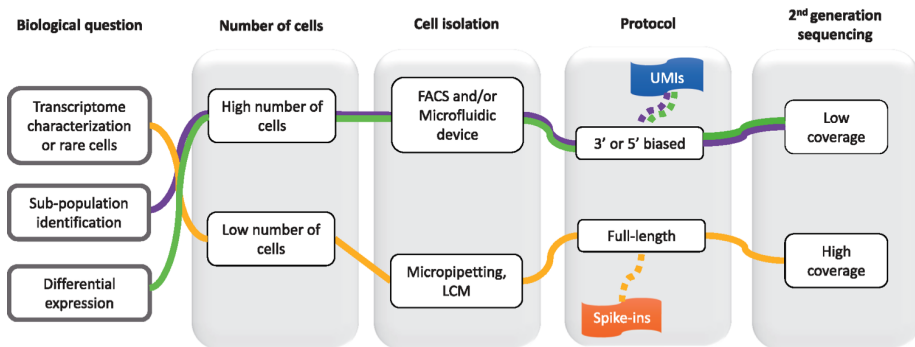 Biological question
Number of cells
Cell isolation
Protocol
2nd generation
sequencing
Transcriptome
characterization
or rare cells
Sub-population
identification
Differential
expression
High number of
cells
Low number of
cells
FACS and/or
Microfluidic
device
Micropipetting,
LCM
UMIs
3’ or 5’ biased
Full-length
Spike-ins
Low
coverage
High
coverage